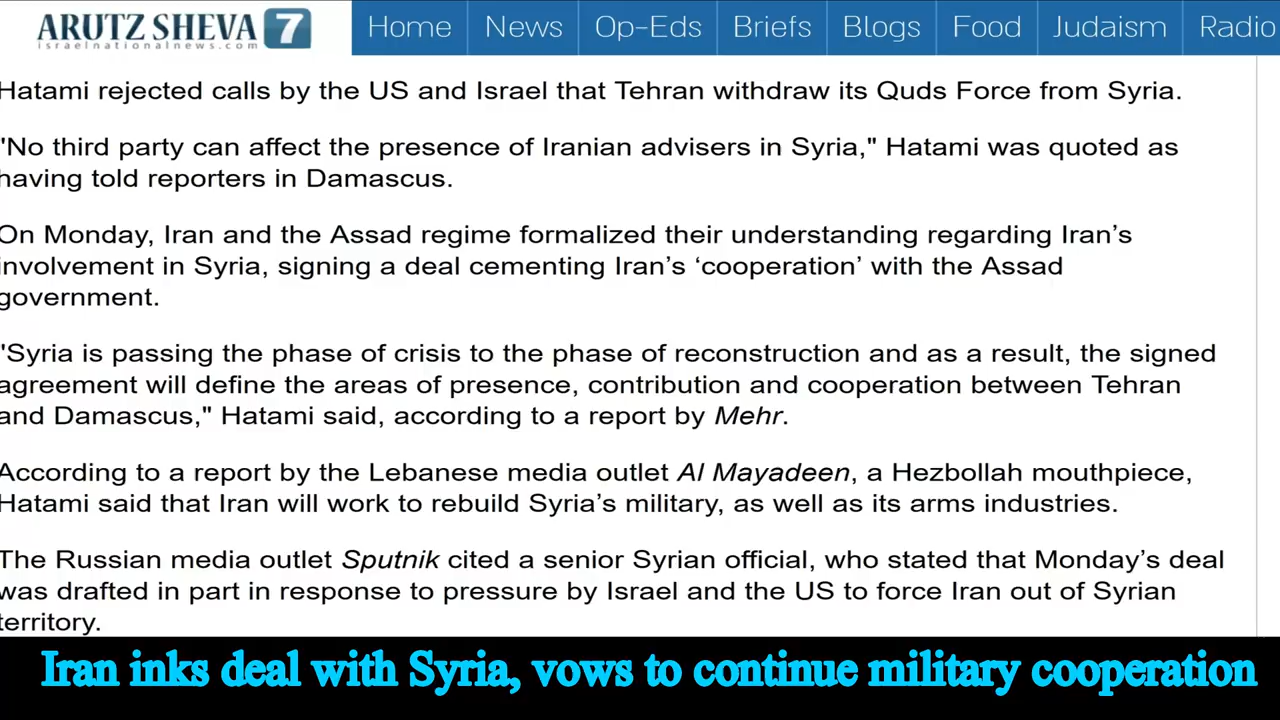 ARUTZ SHEVA 7
israelnationalnews.com
Home News Op-Eds Briefs Blogs Food Judaism Radio
Hatami rejected calls by the US and Israel that Tehran withdraw its Quds Force from Syria.
"No third party can affect the presence of Iranian advisers in Syria," Hatami was quoted as
having told reporters in Damascus.
On Monday, Iran and the Assad regime formalized their understanding regarding Iran’s
involvement in Syria, signing a deal cementing Iran’s ‘cooperation’ with the Assad
government.
"Syria is passing the phase of crisis to the phase of reconstruction and as a result, the signed
agreement will define the areas of presence, contribution and cooperation between Tehran
and Damascus," Hatami said, according to a report by Mehr.
According to a report by the Lebanese media outlet Al Mayadeen, a Hezbollah mouthpiece,
Hatami said that Iran will work to rebuild Syria’s military, as well as its arms industries.
The Russian media outlet Sputnik cited a senior Syrian official, who stated that Monday’s deal
was drafted in part in response to pressure by Israel and the US to force Iran out of Syrian
territory.
Iran inks deal with Syria, vows to continue military cooperation